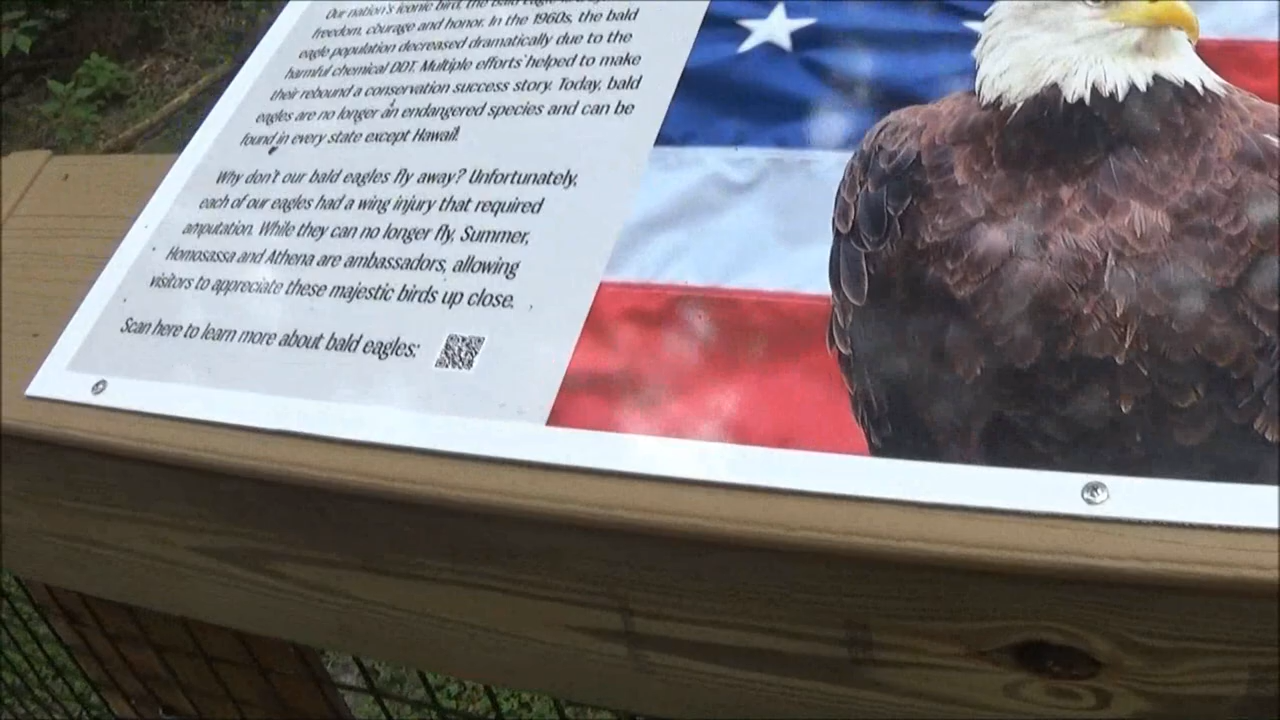 Our nation's iconic bird, the bald eagle
freedom, courage and honor. In the 1960s, the bald
eagle population decreased dramatically due to the
harmful chemical DDT. Multiple efforts helped to make
their rebound a conservation success story. Today, bald
eagles are no longer an endangered species and can be
found in every state except Hawaii.
Why don't our bald eagles fly away? Unfortunately,
each of our eagles had a wing injury that required
amputation. While they can no longer fly, Summer,
Homosassa and Athena are ambassadors, allowing
visitors to appreciate these majestic birds up close.
Scan here to learn more about bald eagles: